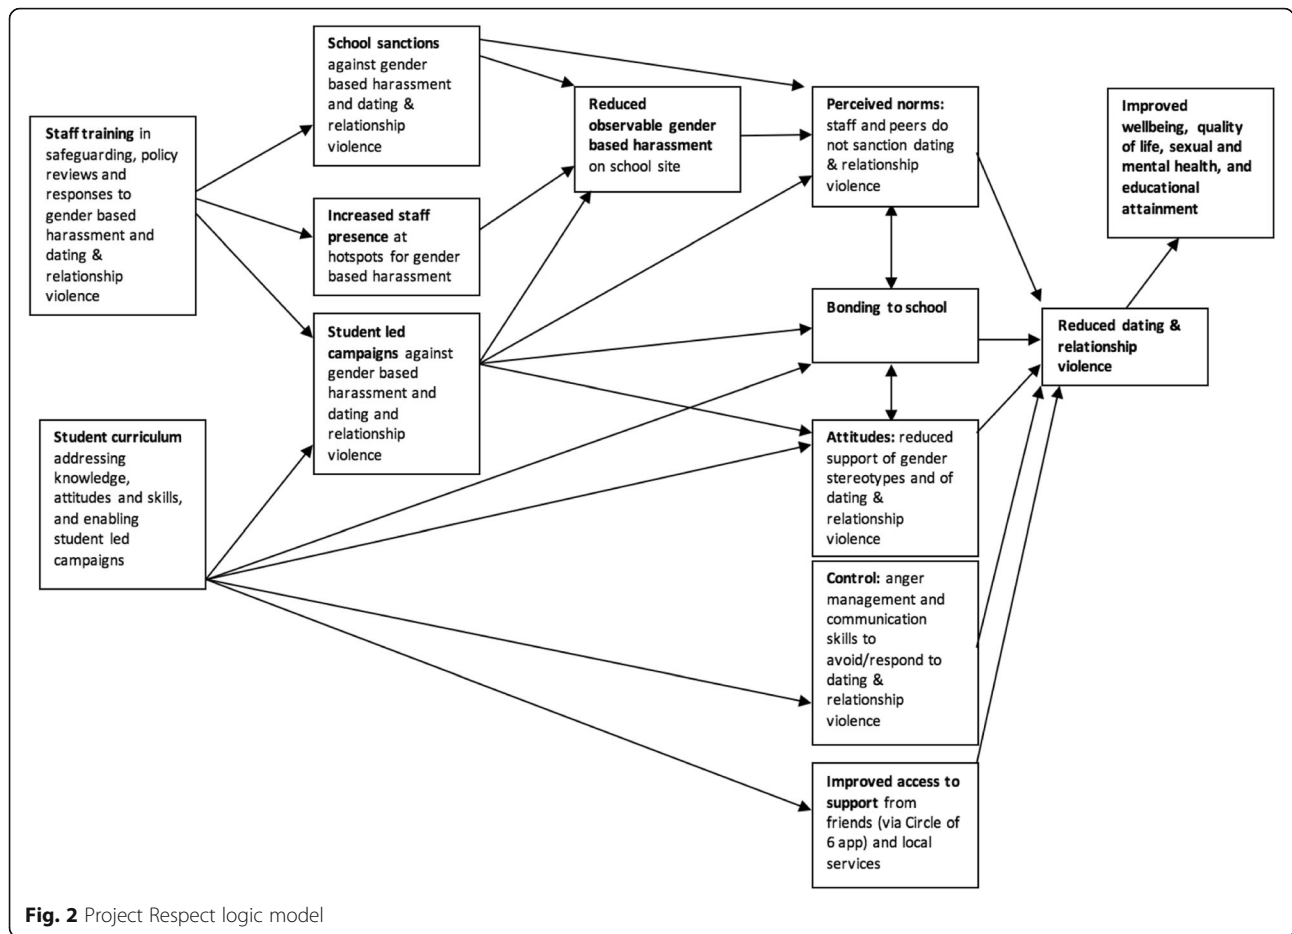 Staff training in
safeguarding, policy
reviews and
responses to
gender based
harassment and
dating &
relationship
violence
Student curriculum
addressing
knowledge,
attitudes and skills,
and enabling
student led
campaigns
School sanctions
against gender
based harassment
and dating &
relationship
violence
Increased staff
presence at
hotspots for gender
based harassment
Student led
campaigns against
gender based
harassment and
dating and
relationship
violence
Reduced
observable gender
based harassment
on school site
Perceived norms:
staff and peers do
not sanction dating
& relationship
violence
Bonding to school
Attitudes: reduced
support of gender
stereotypes and of
dating &
relationship
violence
Control: anger
management and
communication
skills to
avoid/respond to
dating &
relationship
violence
Improved access to
support from
friends (via Circle of
6 app) and local
services
Improved
wellbeing, quality
of life, sexual and
mental health, and
educational
attainment
Reduced dating &
relationship
violence
Fig. 2 Project Respect logic model